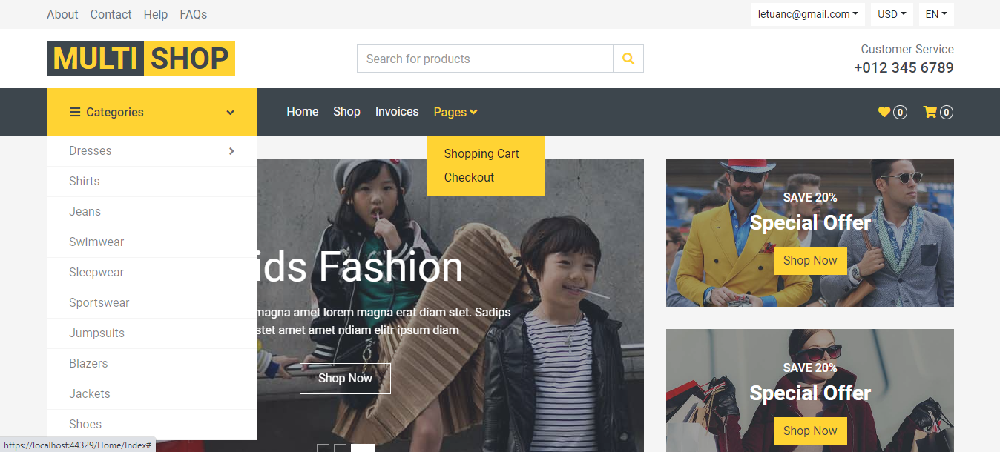 About Contact Help FAQs
letuanc@gmail.com USD EN
MULTI SHOP
Search for products
Customer Service
+012 345 6789
Categories
Home Shop Invoices Pages
0 0
Shopping Cart
Checkout
Dresses
Shirts
Jeans
Swimwear
Sleepwear
Sportswear
Jumpsuits
Blazers
Jackets
Shoes
ids Fashion
magna amet lorem magna erat diam stet. Sadips
stet amet amet ndiam elitr ipsum diam
Shop Now
SAVE 20%
Special Offer
Shop Now
SAVE 20%
Special Offer
Shop Now
https://localhost:44329/Home/Index#